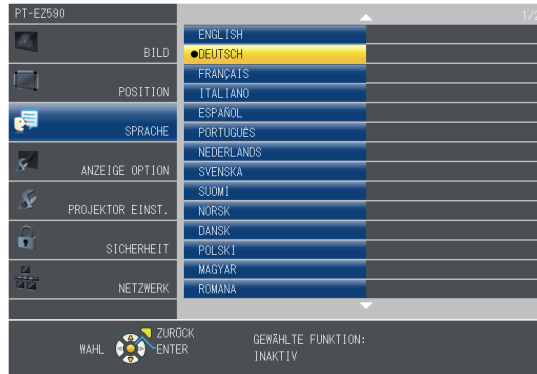 PT-EZ590
1/2
BILD
POSITION
SPRACHE
ANZEIGE OPTION
PROJEKTOR EINST.
SICHERHEIT
NETZWERK
ENGLISH
●DEUTSCH
FRANÇAIS
ITALIANO
ESPAÑOL
PORTUGUÊS
NEDERLANDS
SVENSKA
SUOMI
NORSK
DANSK
POLSKI
MAGYAR
ROMANA
WAHL
ZURÜCK
ENTER
GEWÄHLTE FUNKTION:
INAKTIV